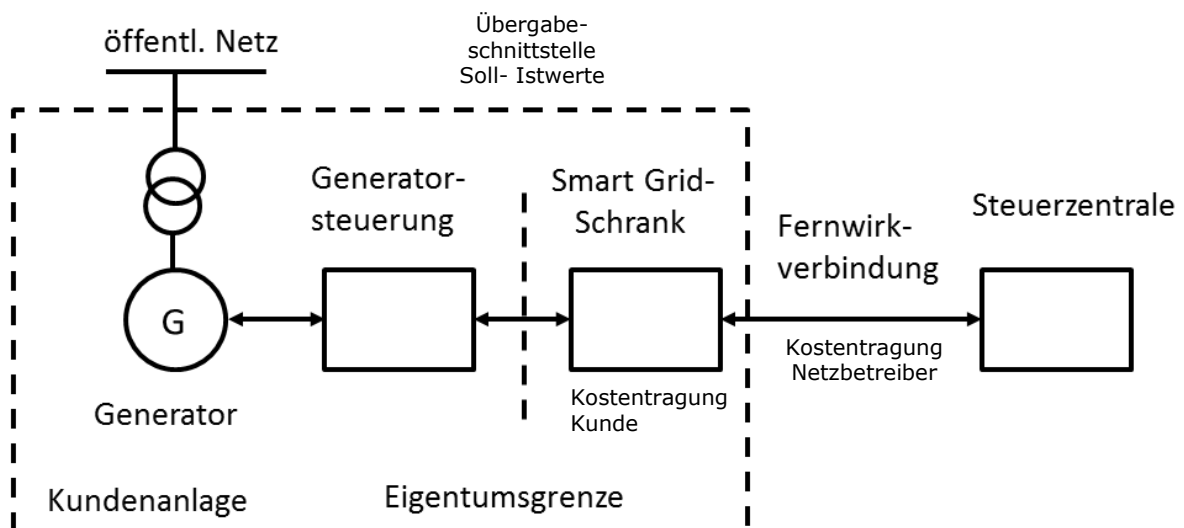 öffentl. Netz
Übergabe-
schnittstelle
Soll- Istwerte
Generator-
steuerung
Smart Grid-
Schrank
Fernwirk-
verbindung
Steuerzentrale
G
Kostentragung
Netzbetreiber
Generator
Kostentragung
Kunde
Kundenanlage
Eigentumsgrenze